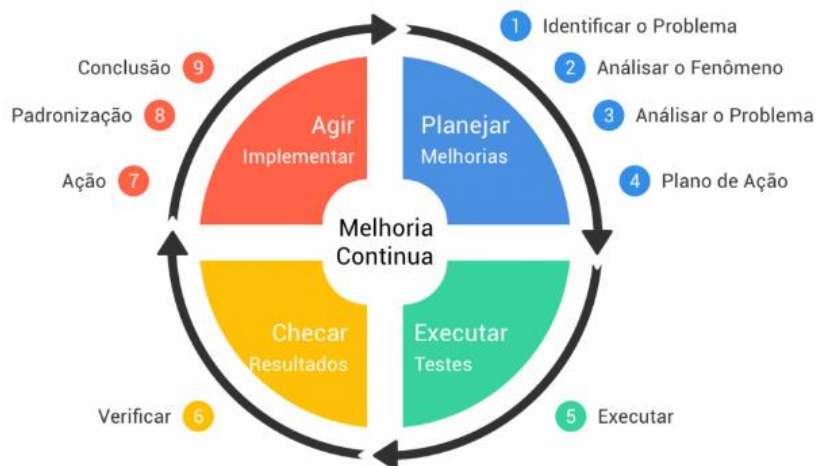 1 Identificar o Problema
2 Análisar o Fenômeno
3 Análisar o Problema
4 Plano de Ação
5 Executar
6 Verificar
7 Ação
8 Padronização
9 Conclusão
Planejar
Melhorias
Executar
Testes
Checar
Resultados
Agir
Implementar
Melhoria
Continua